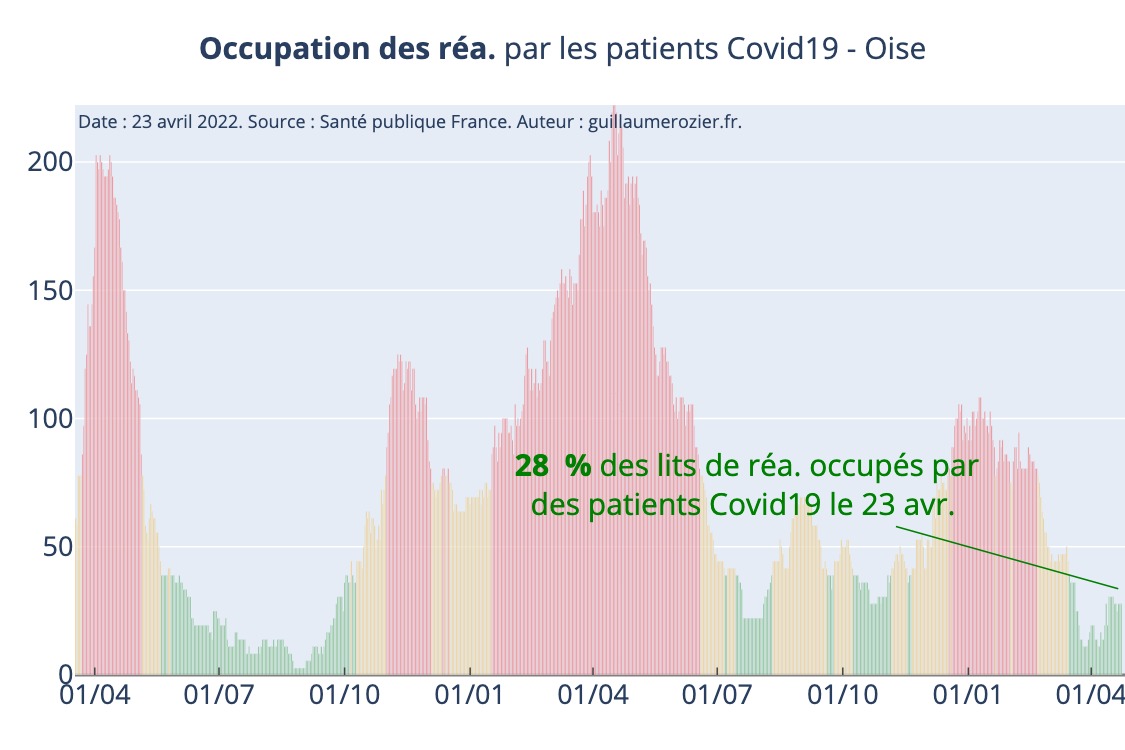 Occupation des réa. par les patients Covid19 - Oise
Date : 23 avril 2022. Source : Santé publique France. Auteur : guillaumerozier.fr.
200
150
100
50
0
28  % des lits de réa. occupés par
des patients Covid19 le 23 avr.
01/04 01/07 01/10 01/01 01/04 01/07 01/10 01/01 01/04